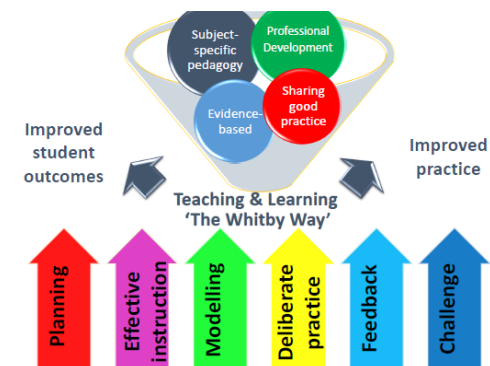 Subject-
specific
pedagogy
Professional
Development
Evidence-
based
Sharing
good
practice
Improved
student
outcomes
Improved
practice
Teaching & Learning
‘The Whitby Way’
Planning
Effective
instruction
Modelling
Deliberate
practice
Feedback
Challenge